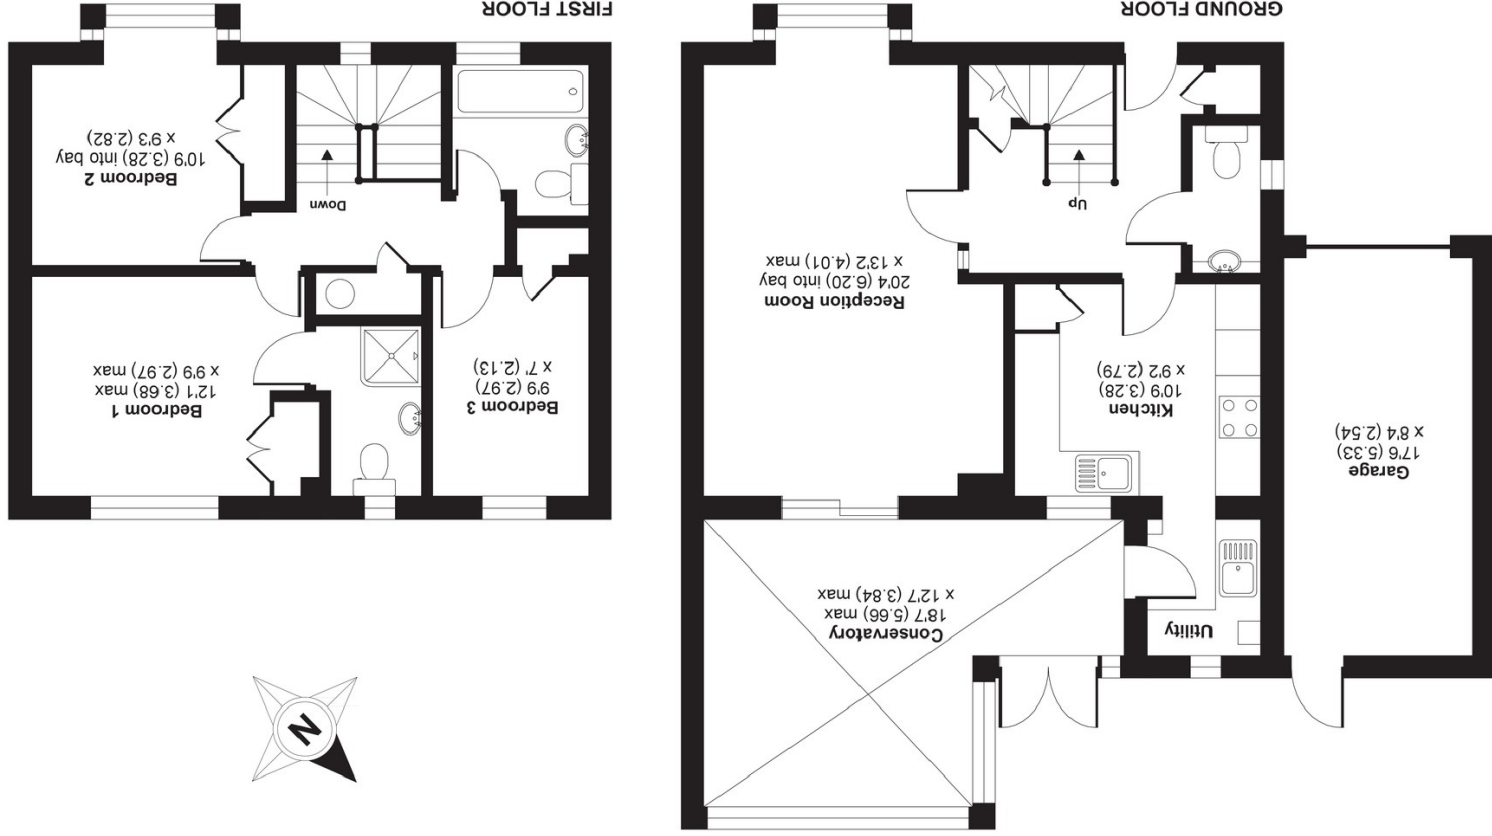 Utility
Conservatory
18'7 (5.66) max
x 12'7 (3.84) max
Garage
17'6 (5.33)
x 8'4 (2.54)
Kitchen
10'9 (3.28)
x 9'2 (2.79)
Reception Room
20'4 (6.20) into bay
x 13'2 (4.01) max
Up
GROUND FLOOR
N
Bedroom 3
9'9 (2.97)
x 7' (2.13)
Bedroom 1
12'1 (3.68) max
x 9'9 (2.97) max
Down
Bedroom 2
10'9 (3.28) into bay
x 9'3 (2.82)
FIRST FLOOR